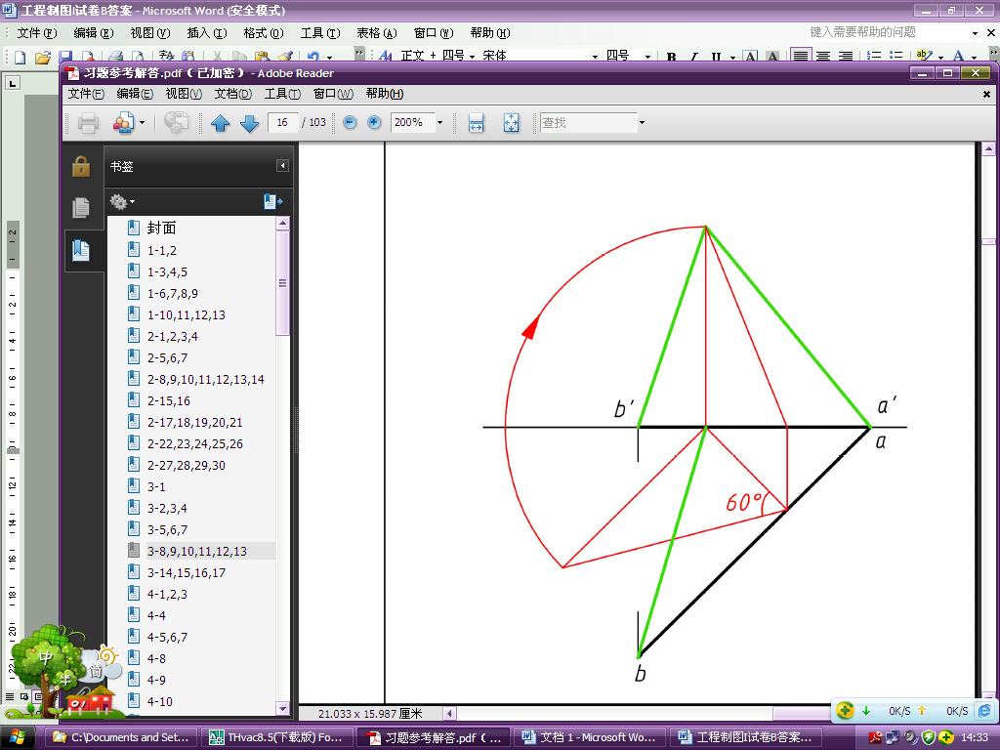 工程制图I试卷B答案 - Microsoft Word (安全模式)
文件(F) 编辑(E) 视图(V) 插入(I) 格式(O) 工具(T) 表格(A) 窗口(W) 帮助(H) 键入需要帮助的问题
正文 + 四号 宋体 四号 B I U A A
习题参考解答.pdf (已加密) - Adobe Reader
文件(F) 编辑(E) 视图(V) 文档(D) 工具(T) 窗口(W) 帮助(H)
16 / 103 200% 查找
书签
封面
1-1,2
1-3,4,5
1-6,7,8,9
1-10,11,12,13
2-1,2,3,4
2-5,6,7
2-8,9,10,11,12,13,14
2-15,16
2-17,18,19,20,21
2-22,23,24,25,26
2-27,28,29,30
3-1
3-2,3,4
3-5,6,7
3-8,9,10,11,12,13
3-14,15,16,17
4-1,2,3
4-4
4-5,6,7
4-8
4-9
4-10
b'
a'
a
60°
b
21.033 x 15.987 厘米
中
简
0K/S 0K/S
C:\Documents and Set... THvac8.5(下载版) Fo... 习题参考解答.pdf (... 文档 1 - Microsoft Wo... 工程制图I试卷B答案... 14:33